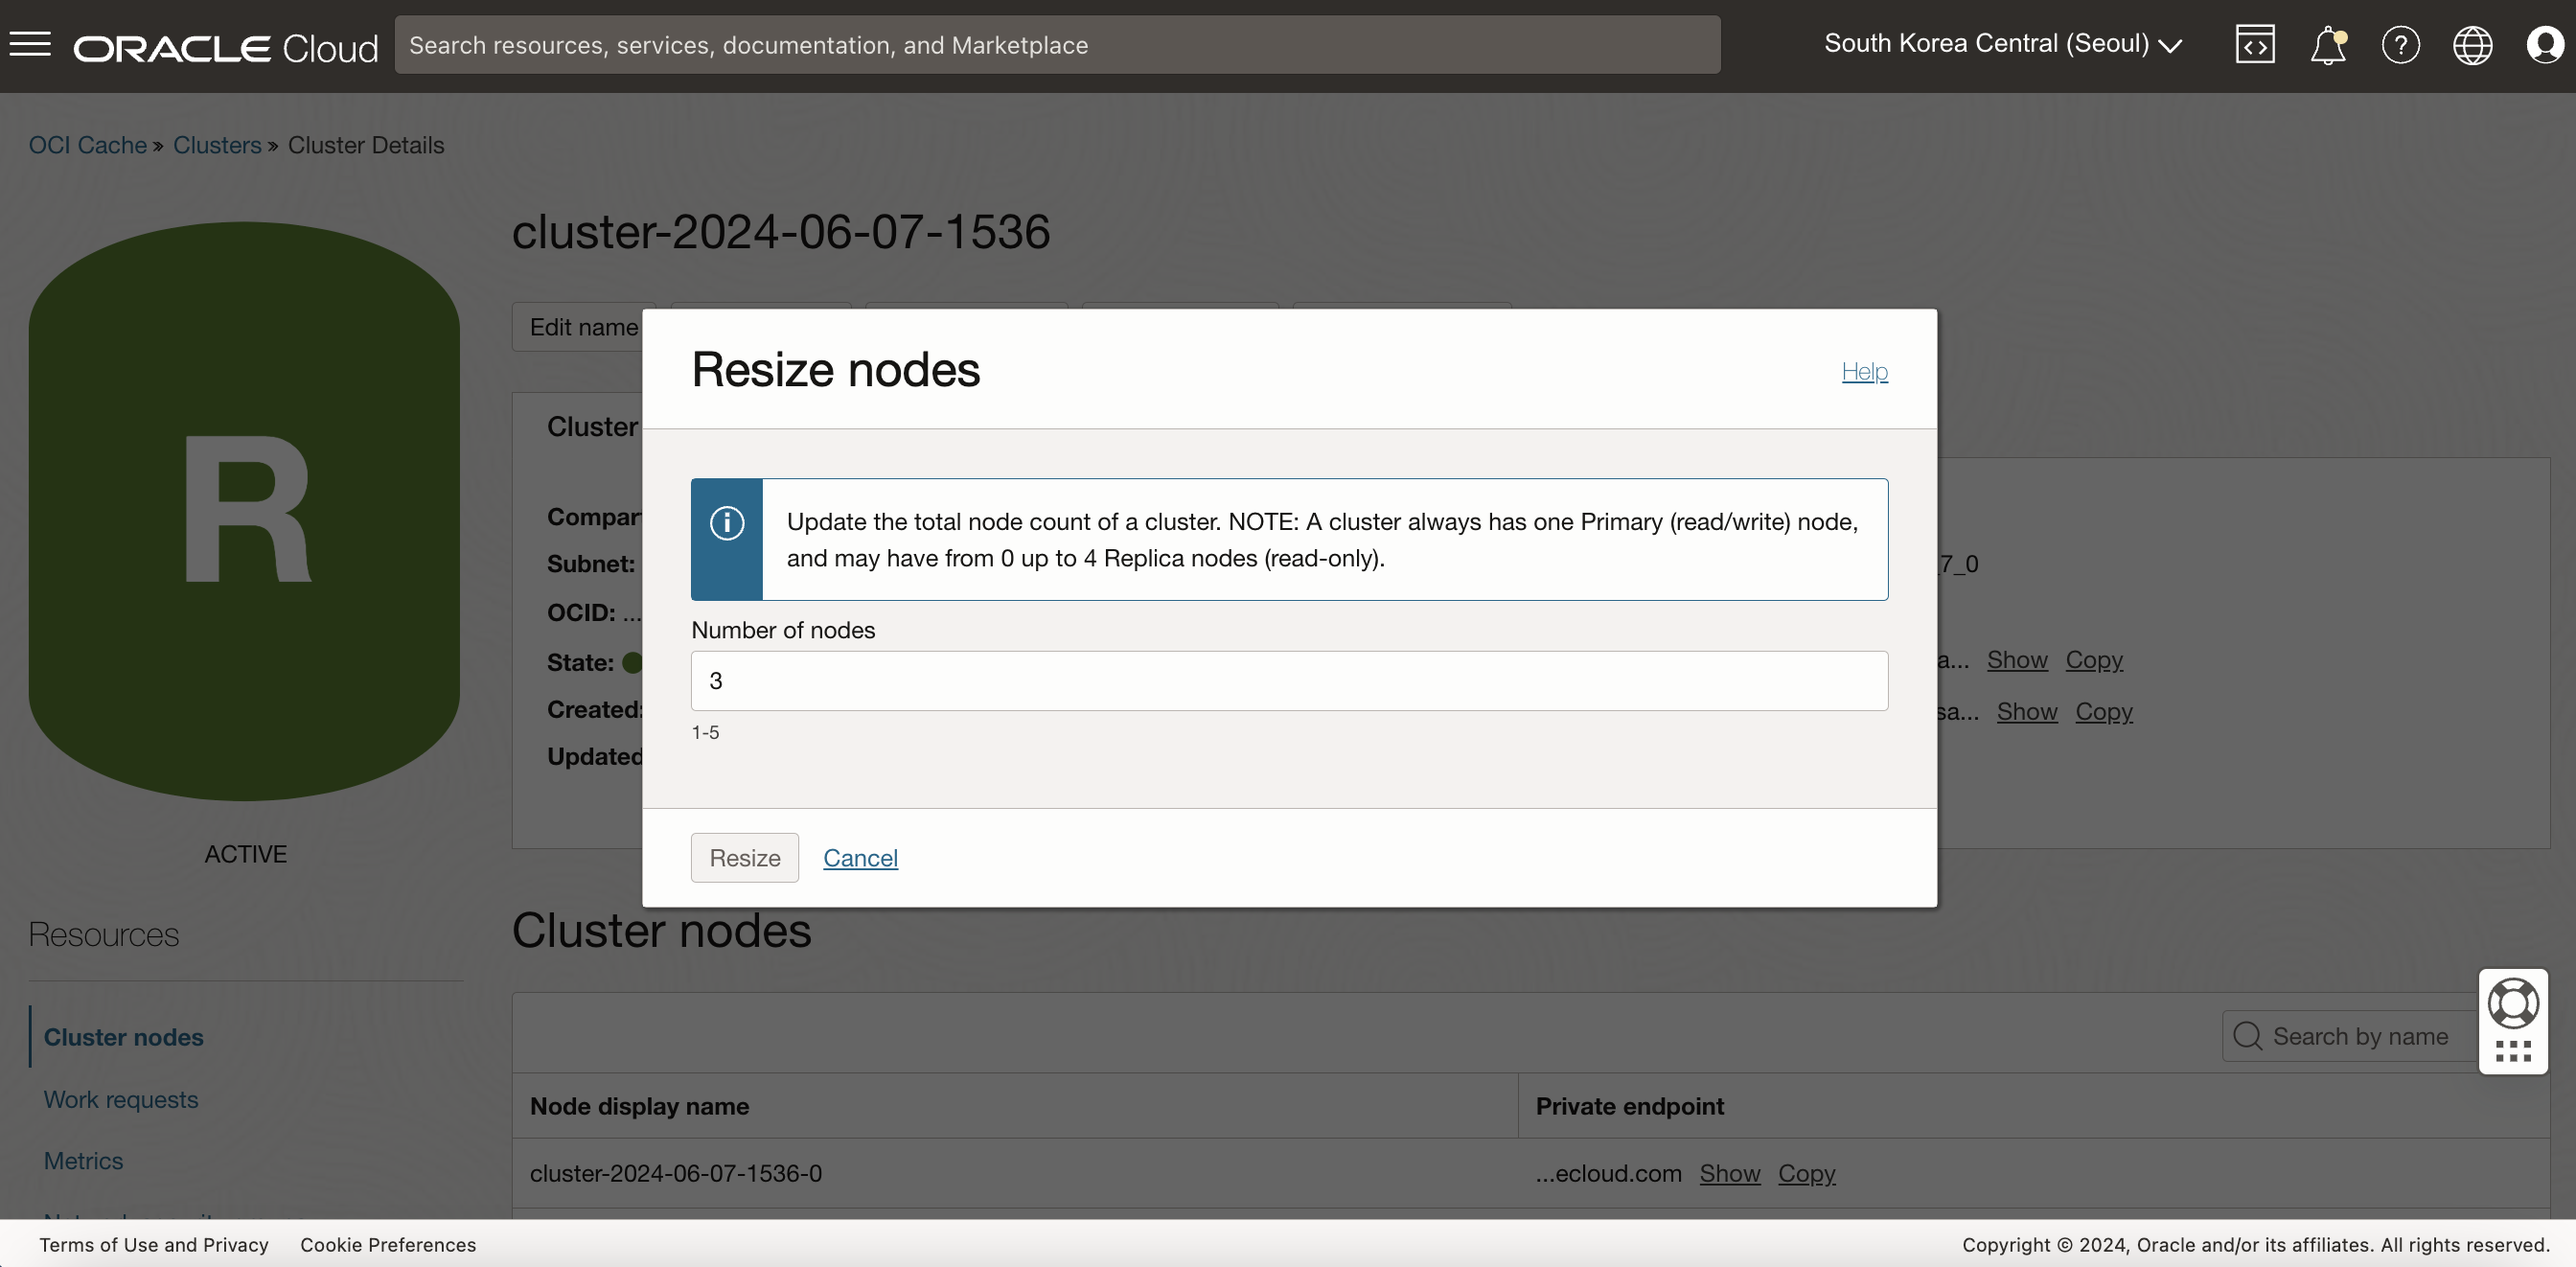 ORACLE Cloud
Search resources, services, documentation, and Marketplace
South Korea Central (Seoul)
OCI Cache » Clusters » Cluster Details
R
ACTIVE
cluster-2024-06-07-1536
Edit name
Cluster
Subnet:
OCID: ...
State:
Created:
Updated
7_0
a... Show Copy
sa... Show Copy
Resize nodes
Help
Update the total node count of a cluster. NOTE: A cluster always has one Primary (read/write) node,
and may have from 0 up to 4 Replica nodes (read-only).
Number of nodes
3
1-5
Resize Cancel
Resources
Cluster nodes
Work requests
Metrics
Cluster nodes
Search by name
Node display name Private endpoint
cluster-2024-06-07-1536-0 ...ecloud.com Show Copy
Terms of Use and Privacy Cookie Preferences
Copyright © 2024, Oracle and/or its affiliates. All rights reserved.